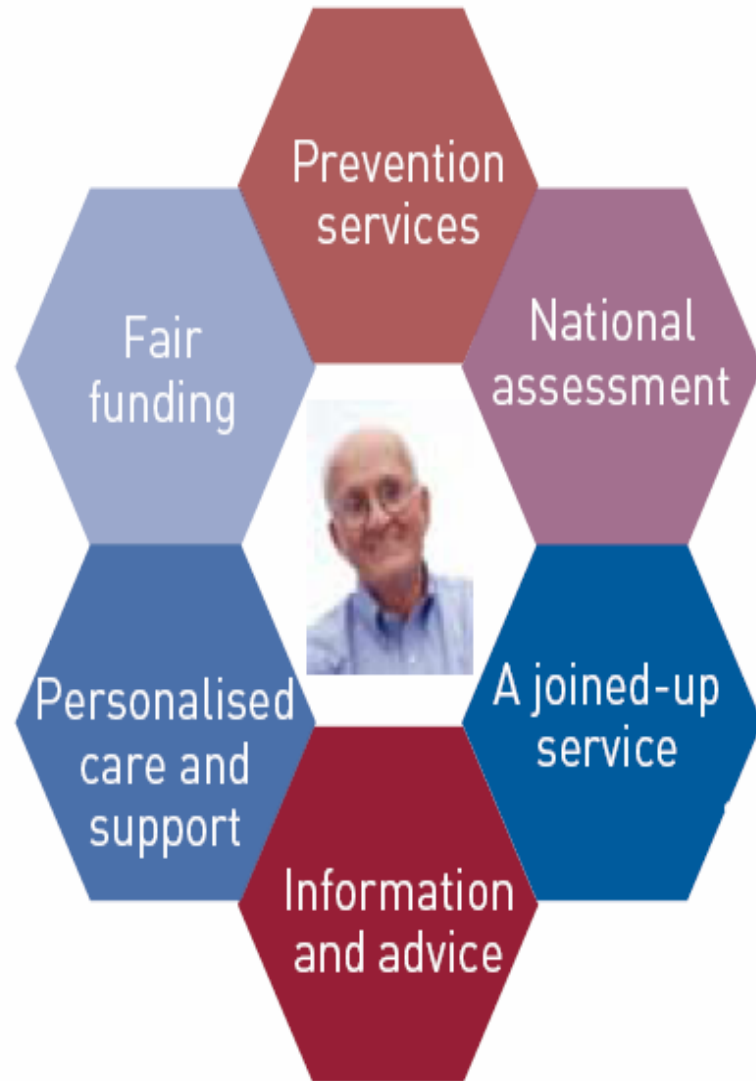 Prevention
services
National
assessment
A joined-up
service
Information
and advice
Personalised
care and
support
Fair
funding